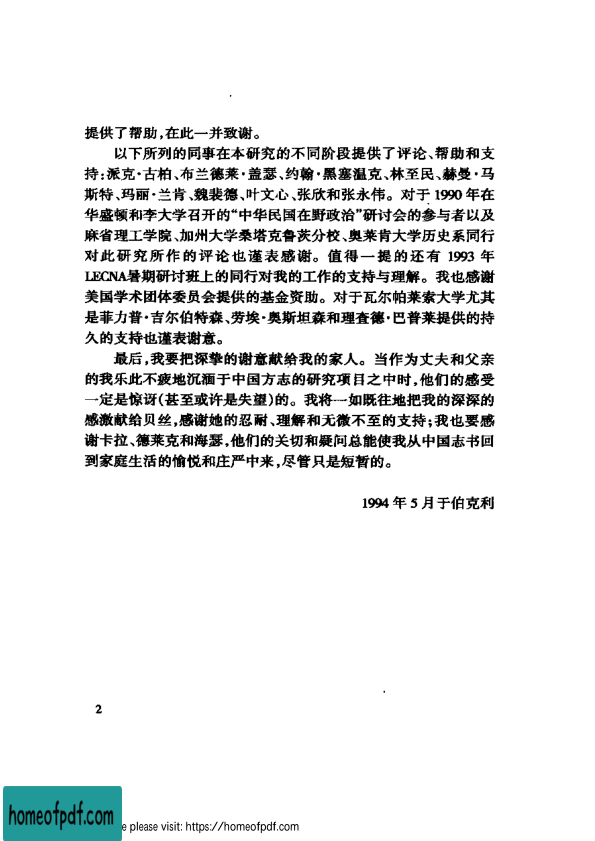 提供了帮助,在此一并致谢。
以下所列的同事在本研究的不同阶段提供了评论、帮助和支
持:派克·古柏、布兰德莱·盖瑟、约翰·黑塞温克、林至民、赫曼·马
斯特、玛丽·兰肯、魏裴德、叶文心、张欣和张永伟。对于 1990 年在
华盛顿和李大学召开的“中华民国在野政治”研讨会的参与者以及
麻省理工学院、加州大学桑塔克鲁茨分校、奥莱肯大学历史系同行
对此研究所作的评论也谨表感谢。值得一提的还有 1993 年
LECNA暑期研讨班上的同行对我的工作的支持与理解。我也感谢
美国学术团体委员会提供的基金资助。对于瓦尔帕莱索大学尤其
是菲力普·吉尔伯特森、劳埃·奥斯坦森和理查德·巴普莱提供的持
久的支持也谨表谢意。
最后,我要把深挚的谢意献给我的家人。当作为丈夫和父亲
的我乐此不疲地沉湎于中国方志的研究项目之中时,他们的感受
一定是惊讶(甚至或许是失望)的。我将一如既往地把我的深深的
感激献给贝丝,感谢她的忍耐、理解和无微不至的支持;我也要感
谢卡拉、德莱克和海瑟,他们的关切和疑问总能使我从中国志书回
到家庭生活的愉悦和庄严中来,尽管只是短暂的。
1994 年 5 月于伯克利
2
homeofpdf.com
e please visit: https://homeofpdf.com